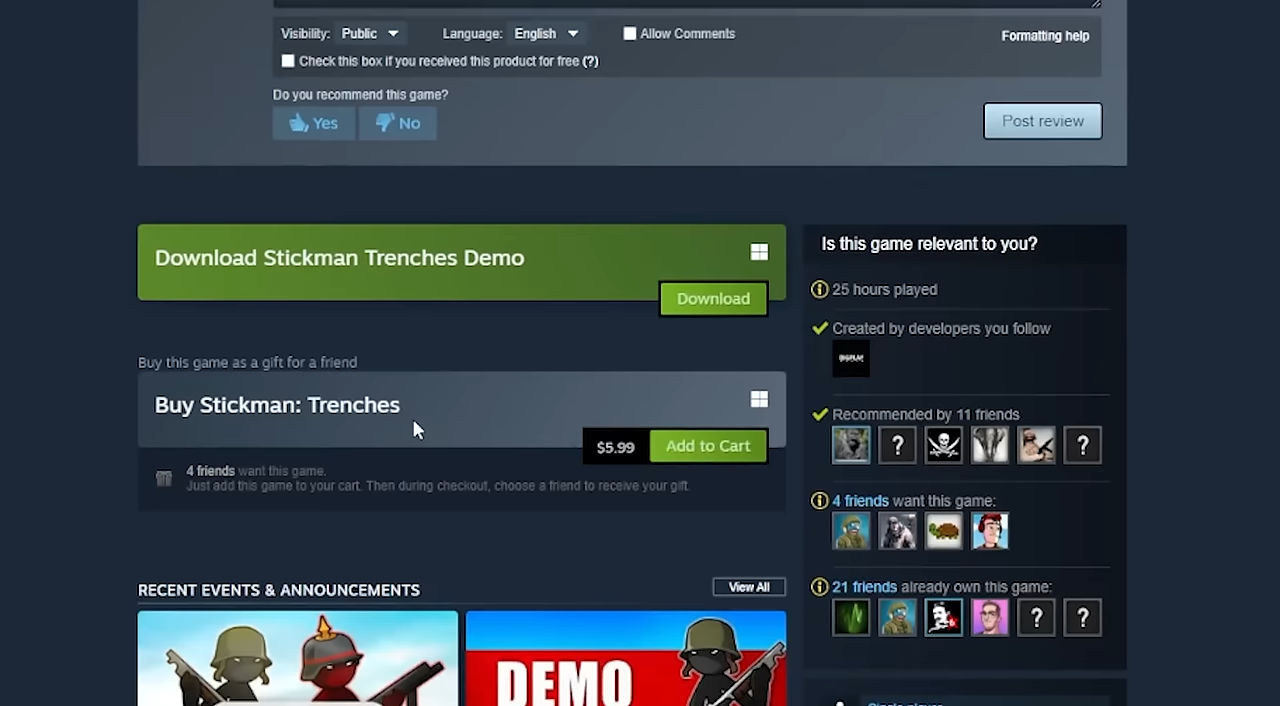 Visibility: Public Language: English Allow Comments Formatting help
Check this box if you received this product for free (?)
Do you recommend this game?
Yes No
Post review
Download Stickman Trenches Demo
Download
Buy this game as a gift for a friend
Buy Stickman: Trenches
$5.99 Add to Cart
4 friends want this game.
Just add this game to your cart. Then during checkout, choose a friend to receive your gift.
RECENT EVENTS & ANNOUNCEMENTS View All
DEMO
Is this game relevant to you?
25 hours played
Created by developers you follow
Recommended by 11 friends
? ?
4 friends want this game:
21 friends already own this game:
? ?
Single-player